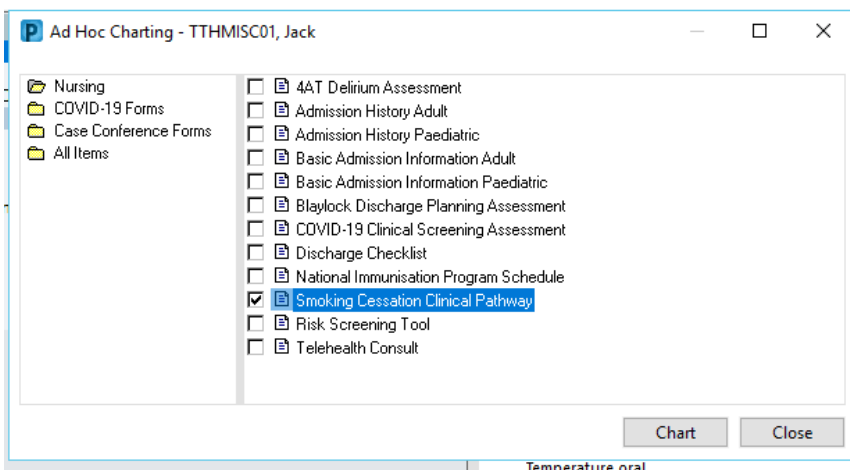 P Ad Hoc Charting - TTHMISC01, Jack
Nursing
COVID-19 Forms
Case Conference Forms
All Items
4AT Delirium Assessment
Admission History Adult
Admission History Paediatric
Basic Admission Information Adult
Basic Admission Information Paediatric
Blaylock Discharge Planning Assessment
COVID-19 Clinical Screening Assessment
Discharge Checklist
National Immunisation Program Schedule
Smoking Cessation Clinical Pathway
Risk Screening Tool
Telehealth Consult
Chart
Close
Temperature oral